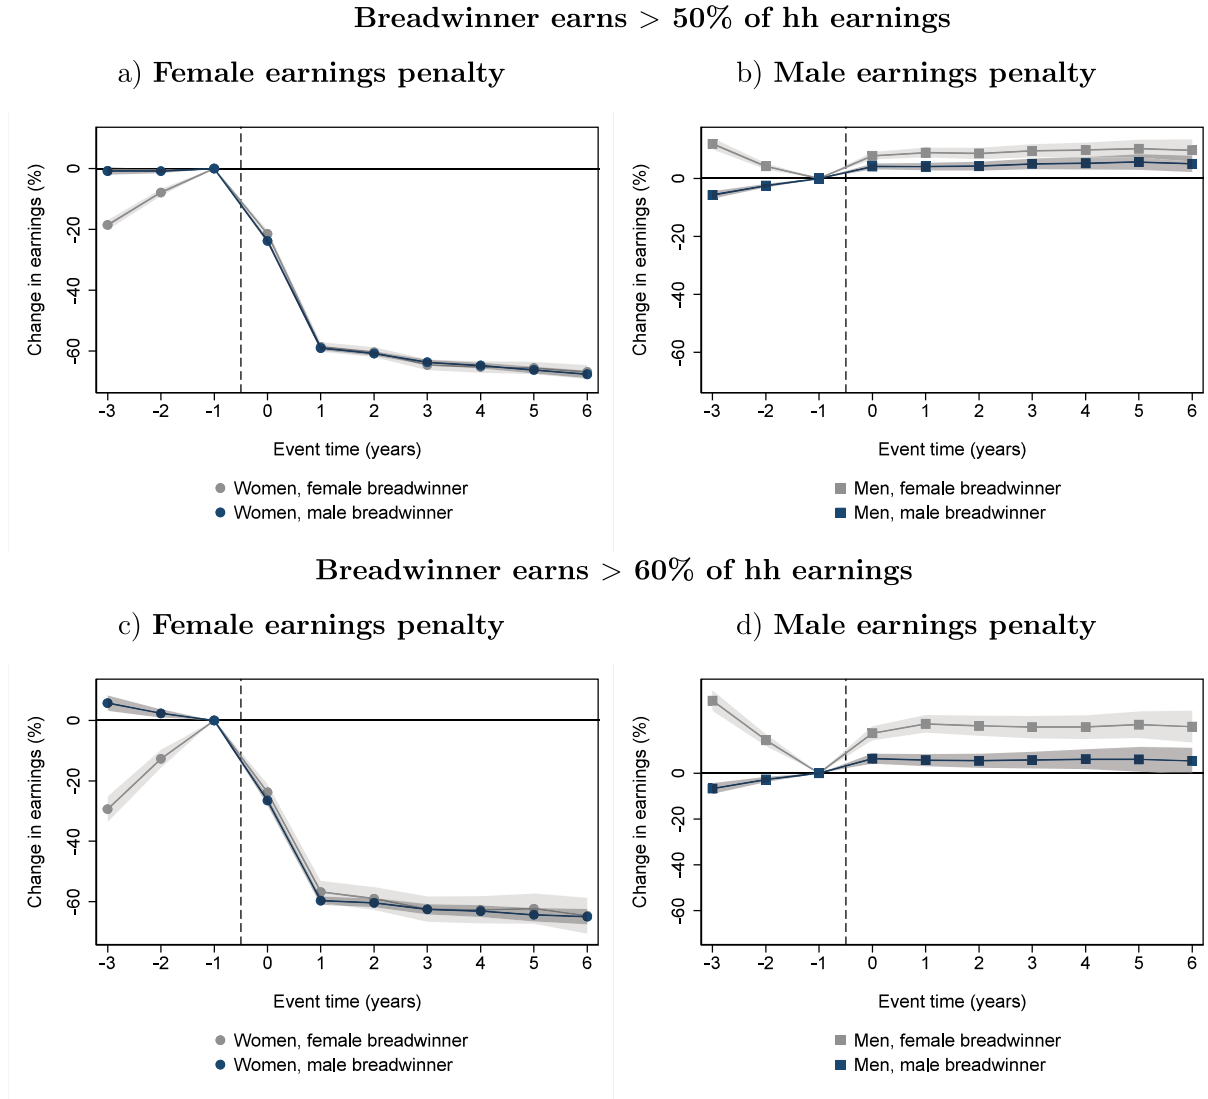 Breadwinner earns > 50% of hh earnings
a) Female earnings penalty
b) Male earnings penalty
Change in earnings (%)
0
-20
-40
-60
-3 -2 -1 0 1 2 3 4 5 6
Event time (years)
Women, female breadwinner
Women, male breadwinner
Change in earnings (%)
0
-20
-40
-60
-3 -2 -1 0 1 2 3 4 5 6
Event time (years)
Men, female breadwinner
Men, male breadwinner
Breadwinner earns > 60% of hh earnings
c) Female earnings penalty
d) Male earnings penalty
Change in earnings (%)
0
-20
-40
-60
-3 -2 -1 0 1 2 3 4 5 6
Event time (years)
Women, female breadwinner
Women, male breadwinner
Change in earnings (%)
0
-20
-40
-60
-3 -2 -1 0 1 2 3 4 5 6
Event time (years)
Men, female breadwinner
Men, male breadwinner